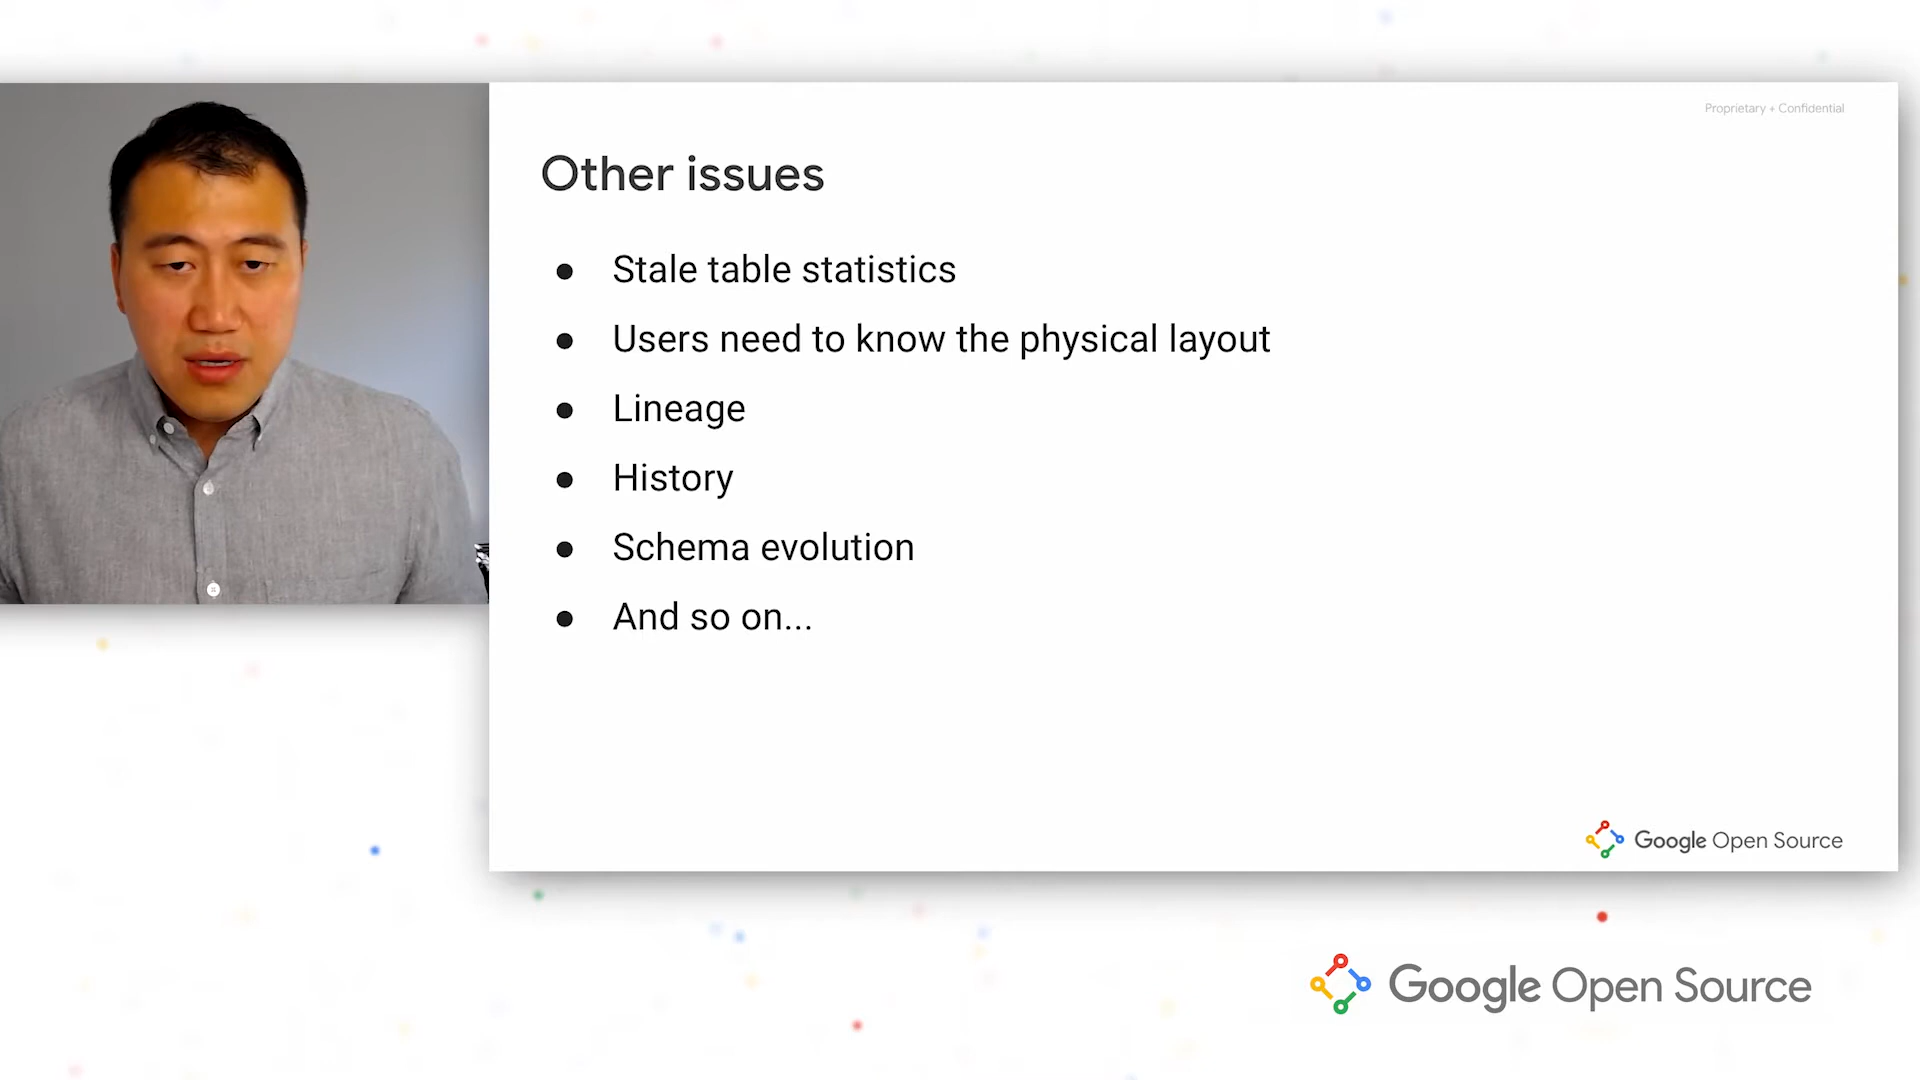 Proprietary + Confidential
Other issues
● Stale table statistics
● Users need to know the physical layout
● Lineage
● History
● Schema evolution
● And so on...
Google Open Source
Google Open Source